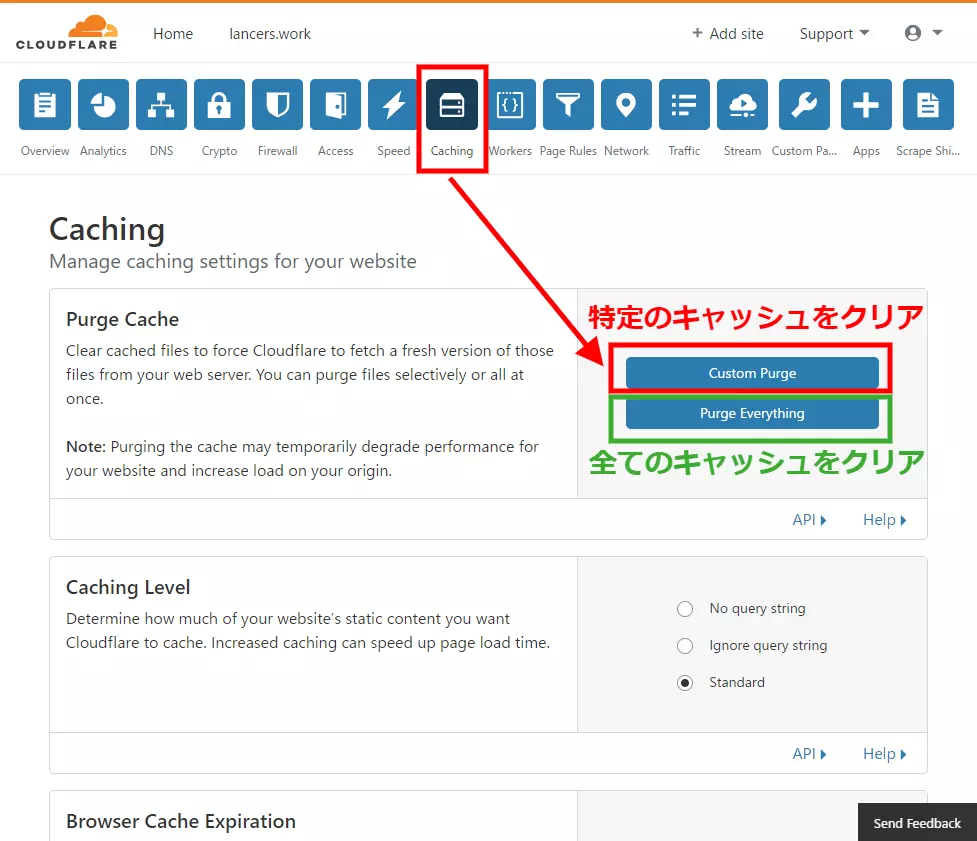 CLOUDFLARE
Home
lancers.work
+ Add site
Support
Overview
Analytics
DNS
Crypto
Firewall
Access
Speed
Caching
Workers
Page Rules
Network
Traffic
Stream
Custom Pa...
Apps
Scrape Shi...
Caching
Manage caching settings for your website
Purge Cache
Clear cached files to force Cloudflare to fetch a fresh version of those
files from your web server. You can purge files selectively or all at
once.
Note: Purging the cache may temporarily degrade performance for
your website and increase load on your origin.
特定のキャッシュをクリア
Custom Purge
Purge Everything
全てのキャッシュをクリア
API
Help
Caching Level
Determine how much of your website's static content you want
Cloudflare to cache. Increased caching can speed up page load time.
No query string
Ignore query string
Standard
API
Help
Browser Cache Expiration
Send Feedback